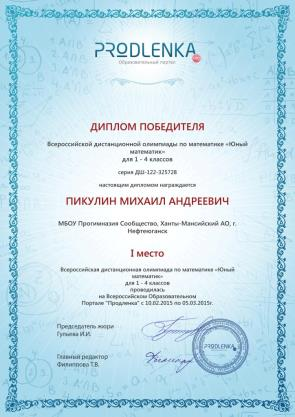 PRODLENKA
Образовательный портал
ДИПЛОМ ПОБЕДИТЕЛЯ
Всероссийской дистанционной олимпиады по математике «Юный
математик»
для 1 - 4 классов
серия ДШ-122-325728
настоящим дипломом награждается
ПИКУЛИН МИХАИЛ АНДРЕЕВИЧ
МБОУ Прогимназия Сообщество, Ханты-Мансийский АО, г.
Нефтеюганск
I место
Всероссийская дистанционная олимпиада по математике «Юный
математик»
для 1 - 4 классов
проводилась
на Всероссийском Образовательном
Портале "Продленка" с 10.02.2015 по 05.03.2015г.
Председатель жюри
Гулыева И.И.
Главный редактор
Филиппова Т.В.
PRODLENKA